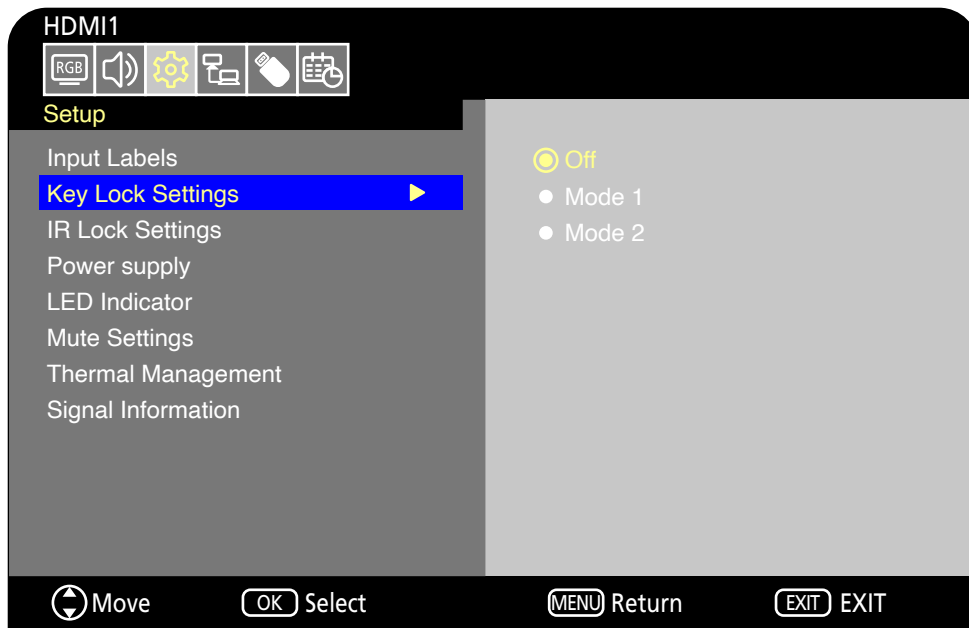 HDMI1
RGB
Setup
Input Labels
Key Lock Settings
IR Lock Settings
Power supply
LED Indicator
Mute Settings
Thermal Management
Signal Information
Off
Mode 1
Mode 2
Move OK Select MENU Return EXIT EXIT